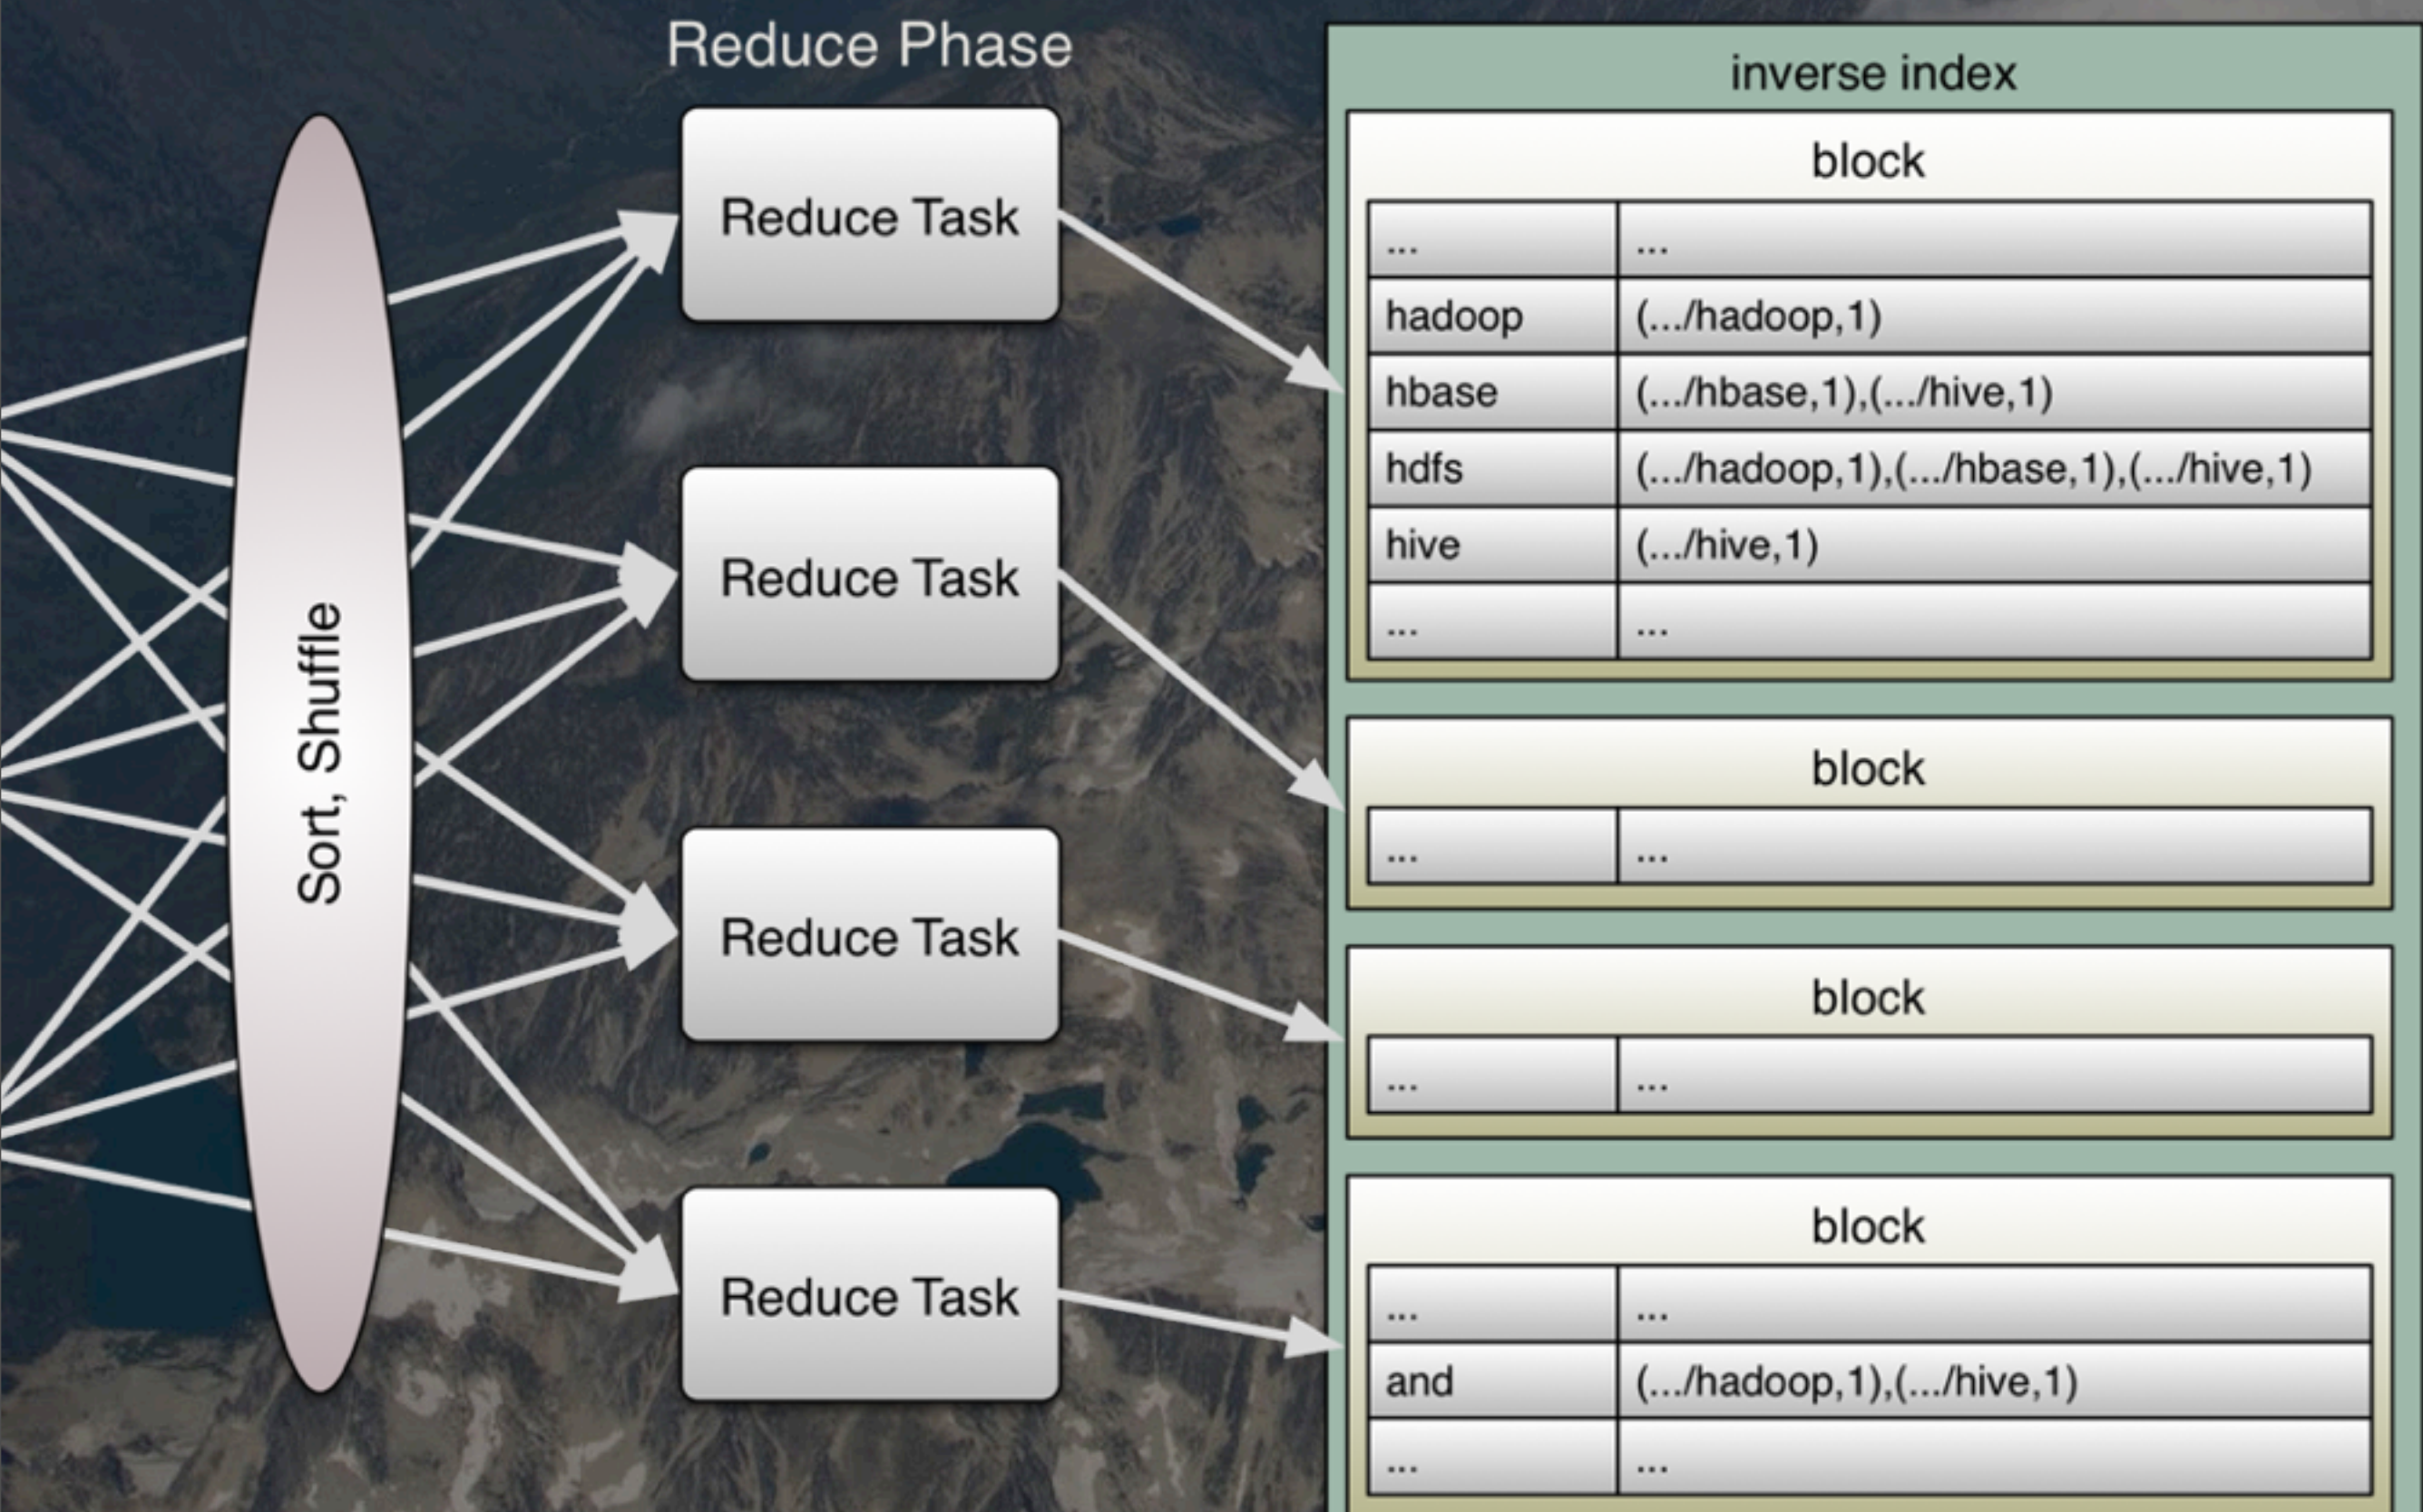 Reduce Phase
Sort, Shuffle
Reduce Task
Reduce Task
Reduce Task
Reduce Task
inverse index
block
... ...
hadoop (.../hadoop,1)
hbase (.../hbase,1),(.../hive,1)
hdfs (.../hadoop,1),(.../hbase,1),(.../hive,1)
hive (.../hive,1)
... ...
block
... ...
block
... ...
block
... ...
and (.../hadoop,1),(.../hive,1)
... ...